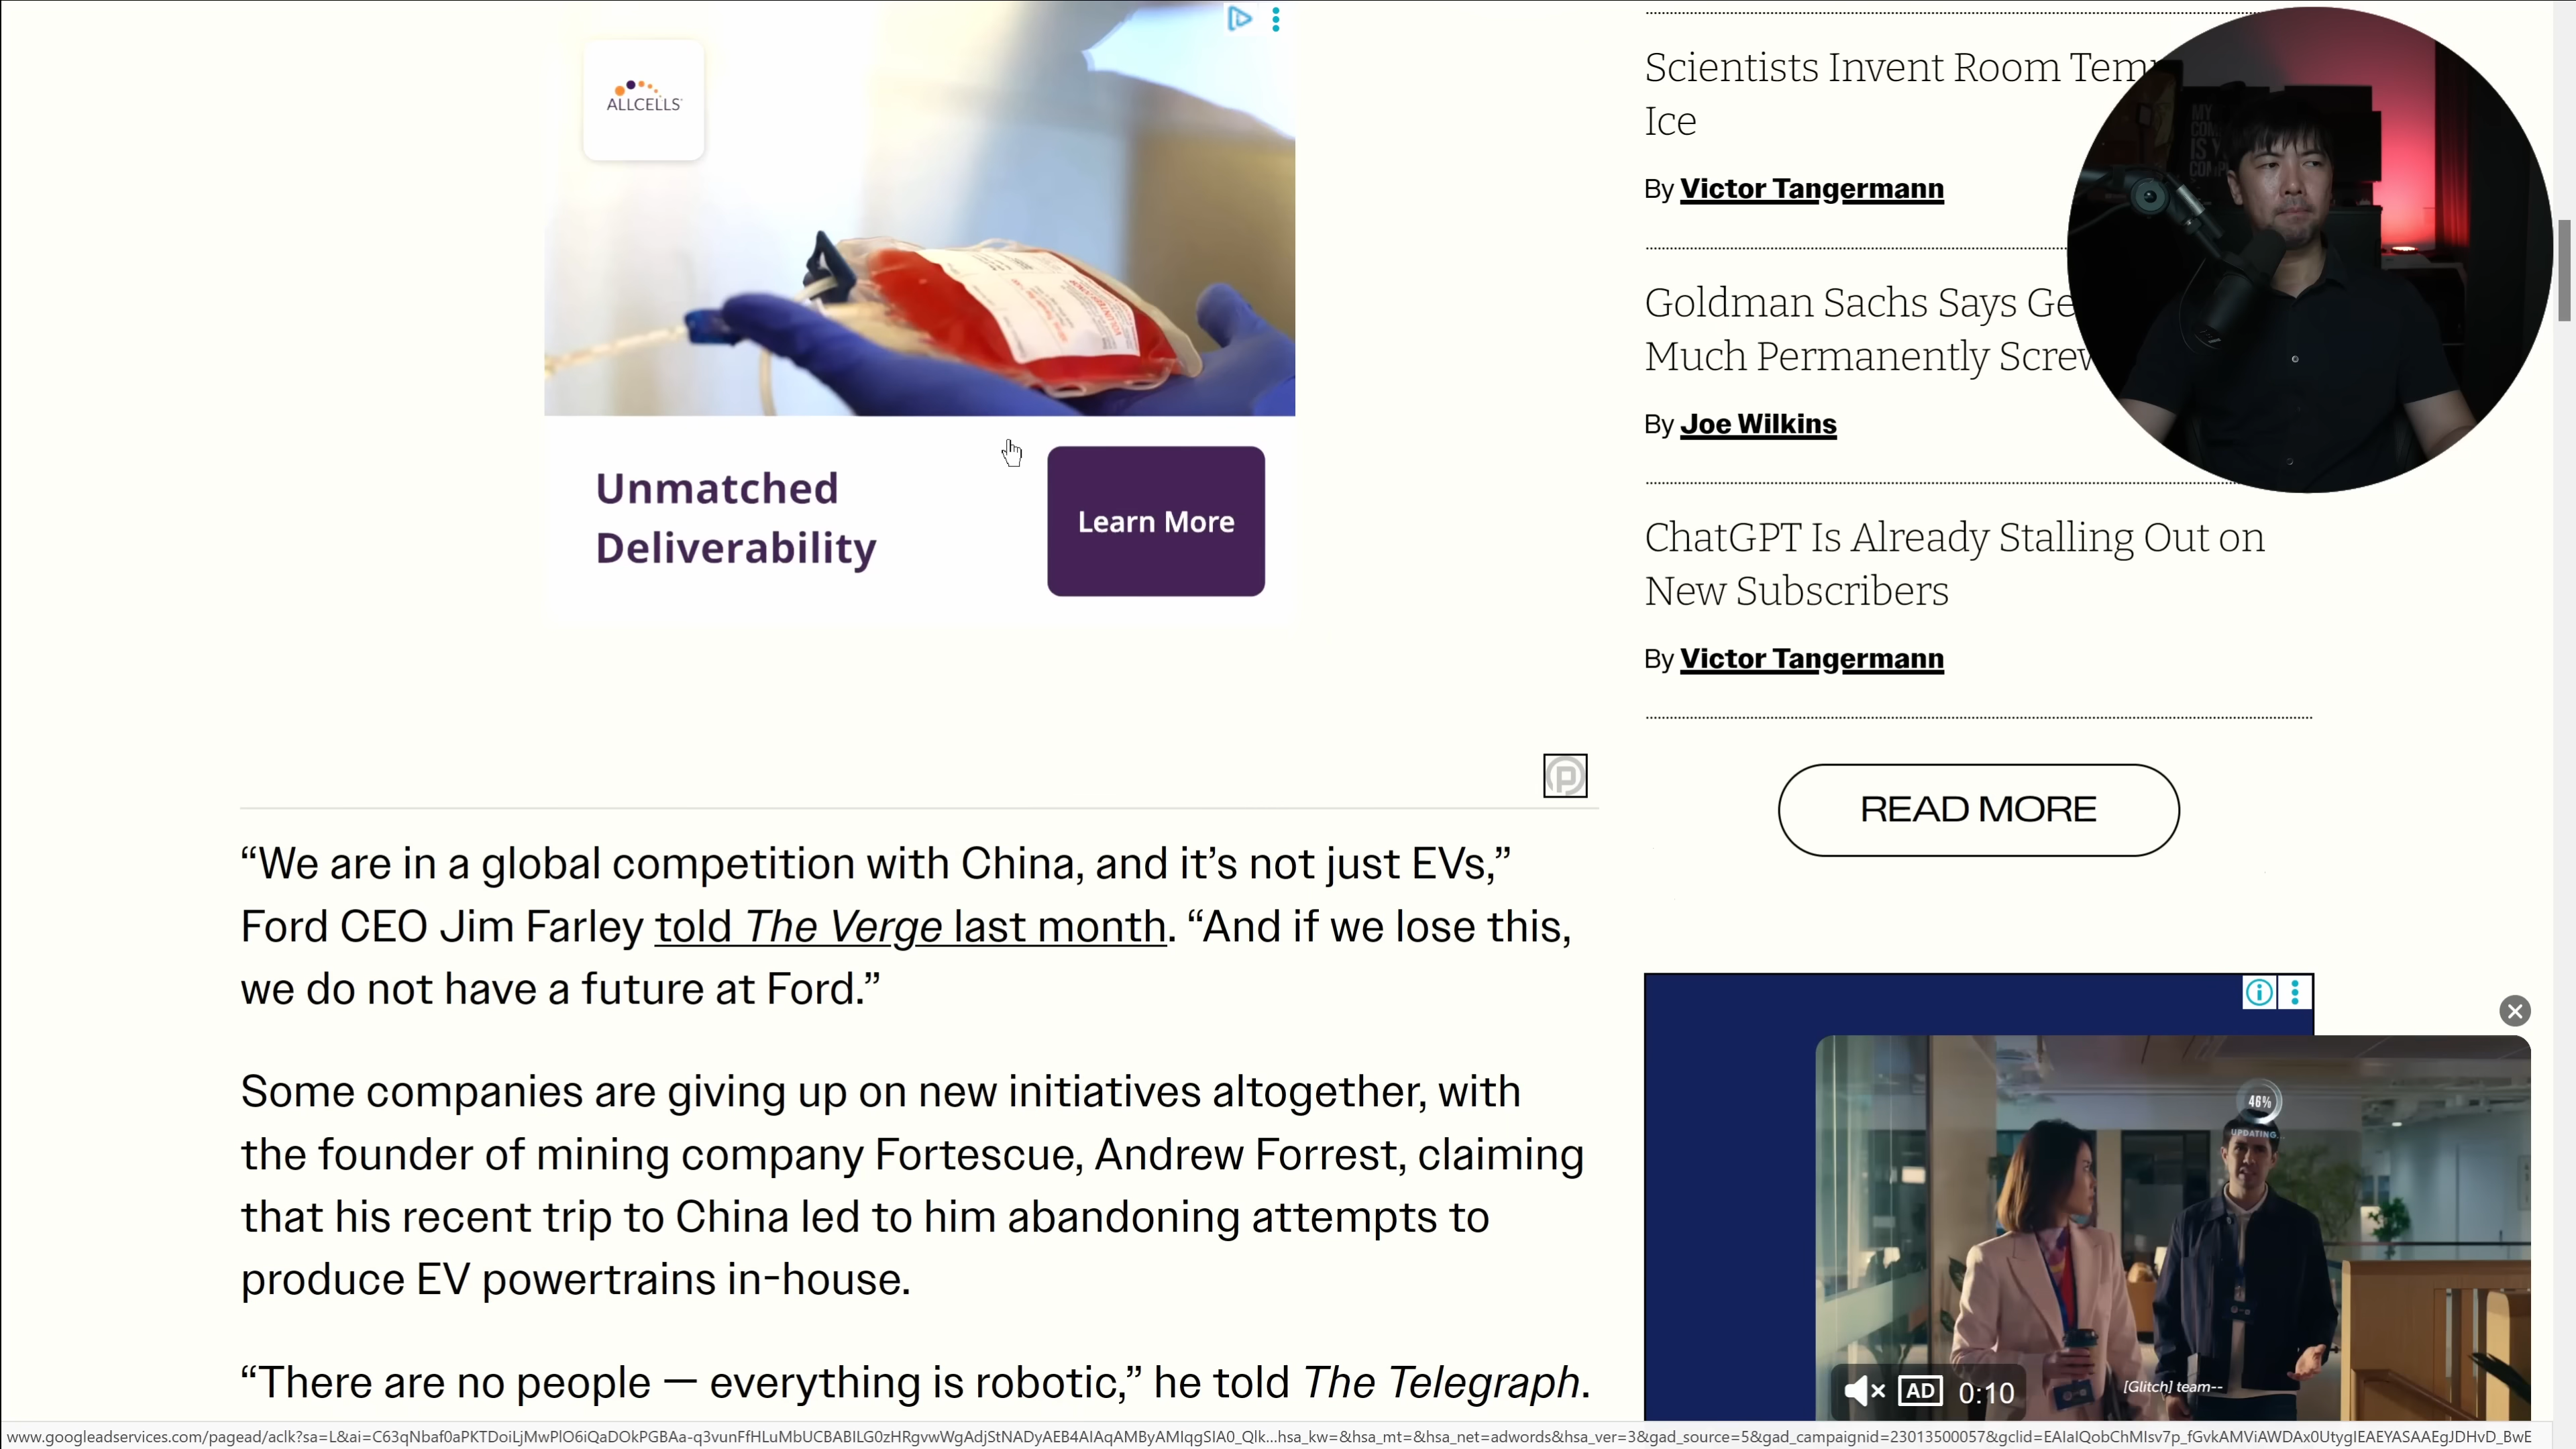 ALLCELLS
Unmatched
Deliverability
Learn More
“We are in a global competition with China, and it’s not just EVs,”
Ford CEO Jim Farley told The Verge last month. “And if we lose this,
we do not have a future at Ford.”
Some companies are giving up on new initiatives altogether, with
the founder of mining company Fortescue, Andrew Forrest, claiming
that his recent trip to China led to him abandoning attempts to
produce EV powertrains in-house.
“There are no people — everything is robotic,” he told The Telegraph.
Scientists Invent Room
Ice
By Victor Tangermann
Goldman Sachs Says
Much Permanently
By Joe Wilkins
ChatGPT Is Already Stalling Out on
New Subscribers
By Victor Tangermann
READ MORE
MY
IS
46%
UPDATING...
[Glitch] team--
AD 0:10